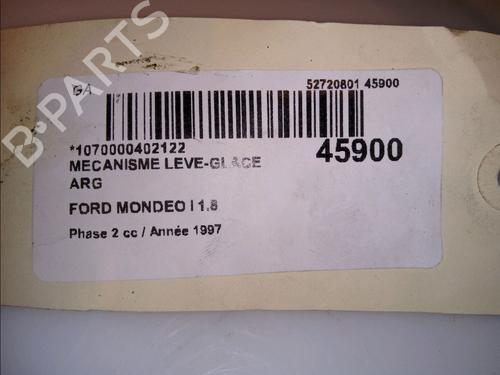 B-PARTS
GA
52720801 45900
*1070000402122
45900
MECANISME LEVE-GLACE
ARG
FORD MONDEO I 1.8
Phase 2 cc / Année 1997